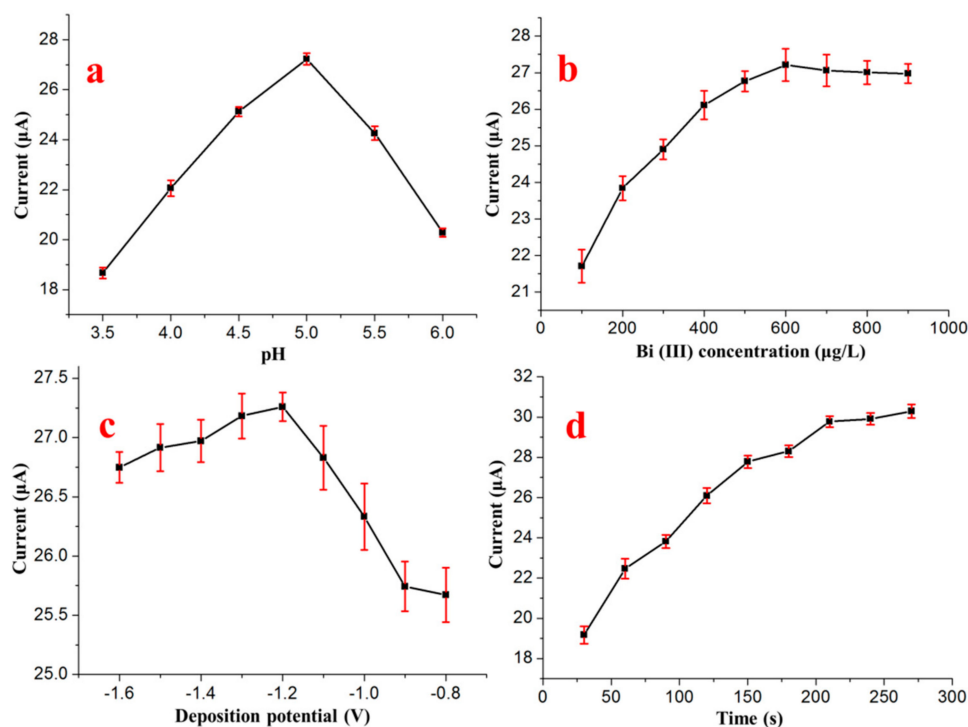 a
28
26
24
22
20
18
Current (μA)
3.5 4.0 4.5 5.0 5.5 6.0
pH
b
28
27
26
25
24
23
22
21
Current (μA)
0 200 400 600 800 1000
Bi (III) concentration (μg/L)
c
27.5
27.0
26.5
26.0
25.5
25.0
Current (μA)
-1.6 -1.4 -1.2 -1.0 -0.8
Deposition potential (V)
d
32
30
28
26
24
22
20
18
Current (μA)
0 50 100 150 200 250 300
Time (s)